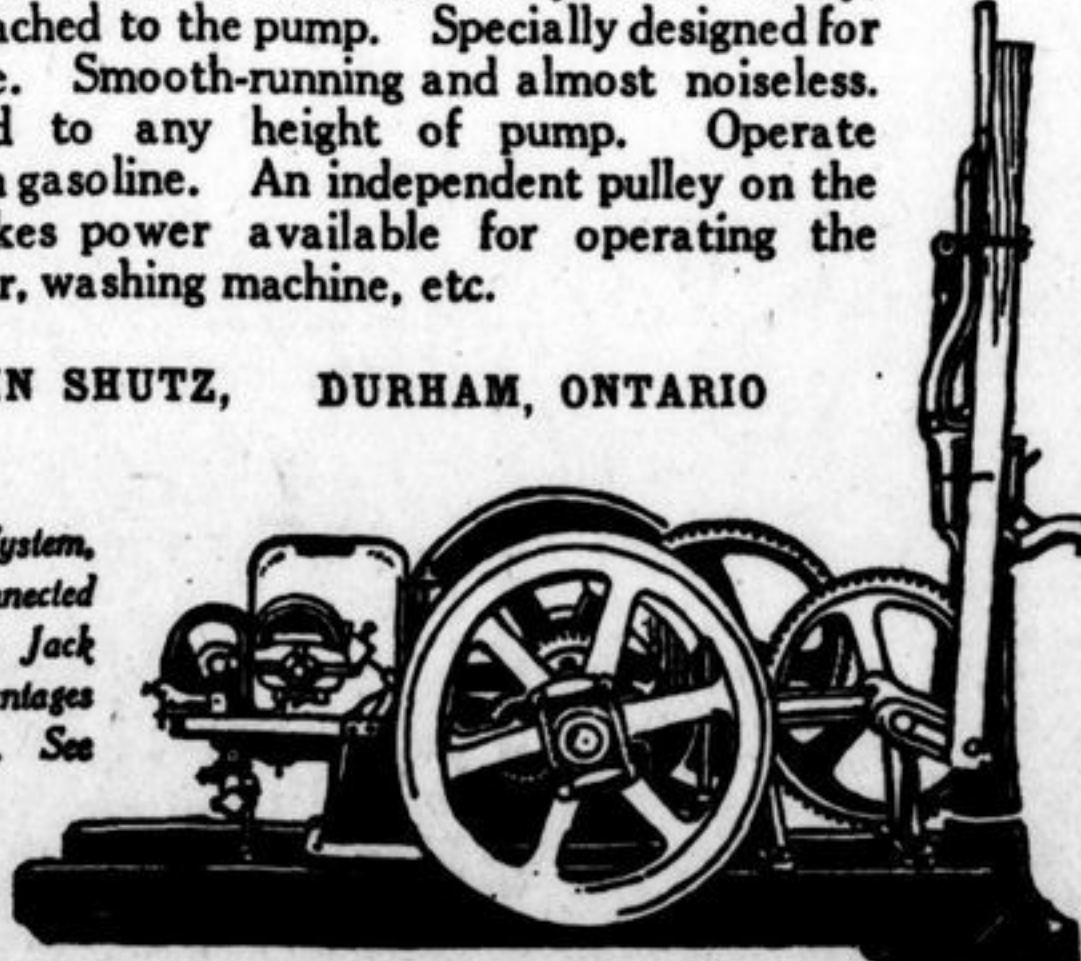 ached to the pump. Specially designed for
e. Smooth-running and almost noiseless.
d to any height of pump. Operate
n gasoline. An independent pulley on the
kes power available for operating the
r, washing machine, etc.
IN SHUTZ, DURHAM, ONTARIO
ystem,
nnected
Jack
ntages
. See